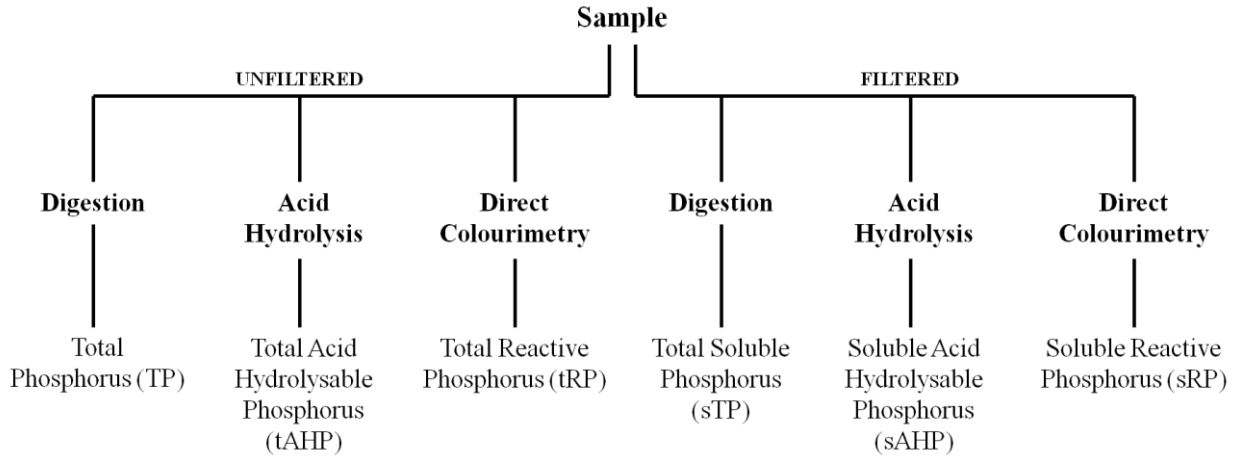 Sample
UNFILTERED
FILTERED
Digestion
Acid
Hydrolysis
Direct
Colourimetry
Digestion
Acid
Hydrolysis
Direct
Colourimetry
Total
Phosphorus (TP)
Total Acid
Hydrolysable
Phosphorus
(tAHP)
Total Reactive
Phosphorus (tRP)
Total Soluble
Phosphorus
(sTP)
Soluble Acid
Hydrolysable
Phosphorus
(sAHP)
Soluble Reactive
Phosphorus (sRP)